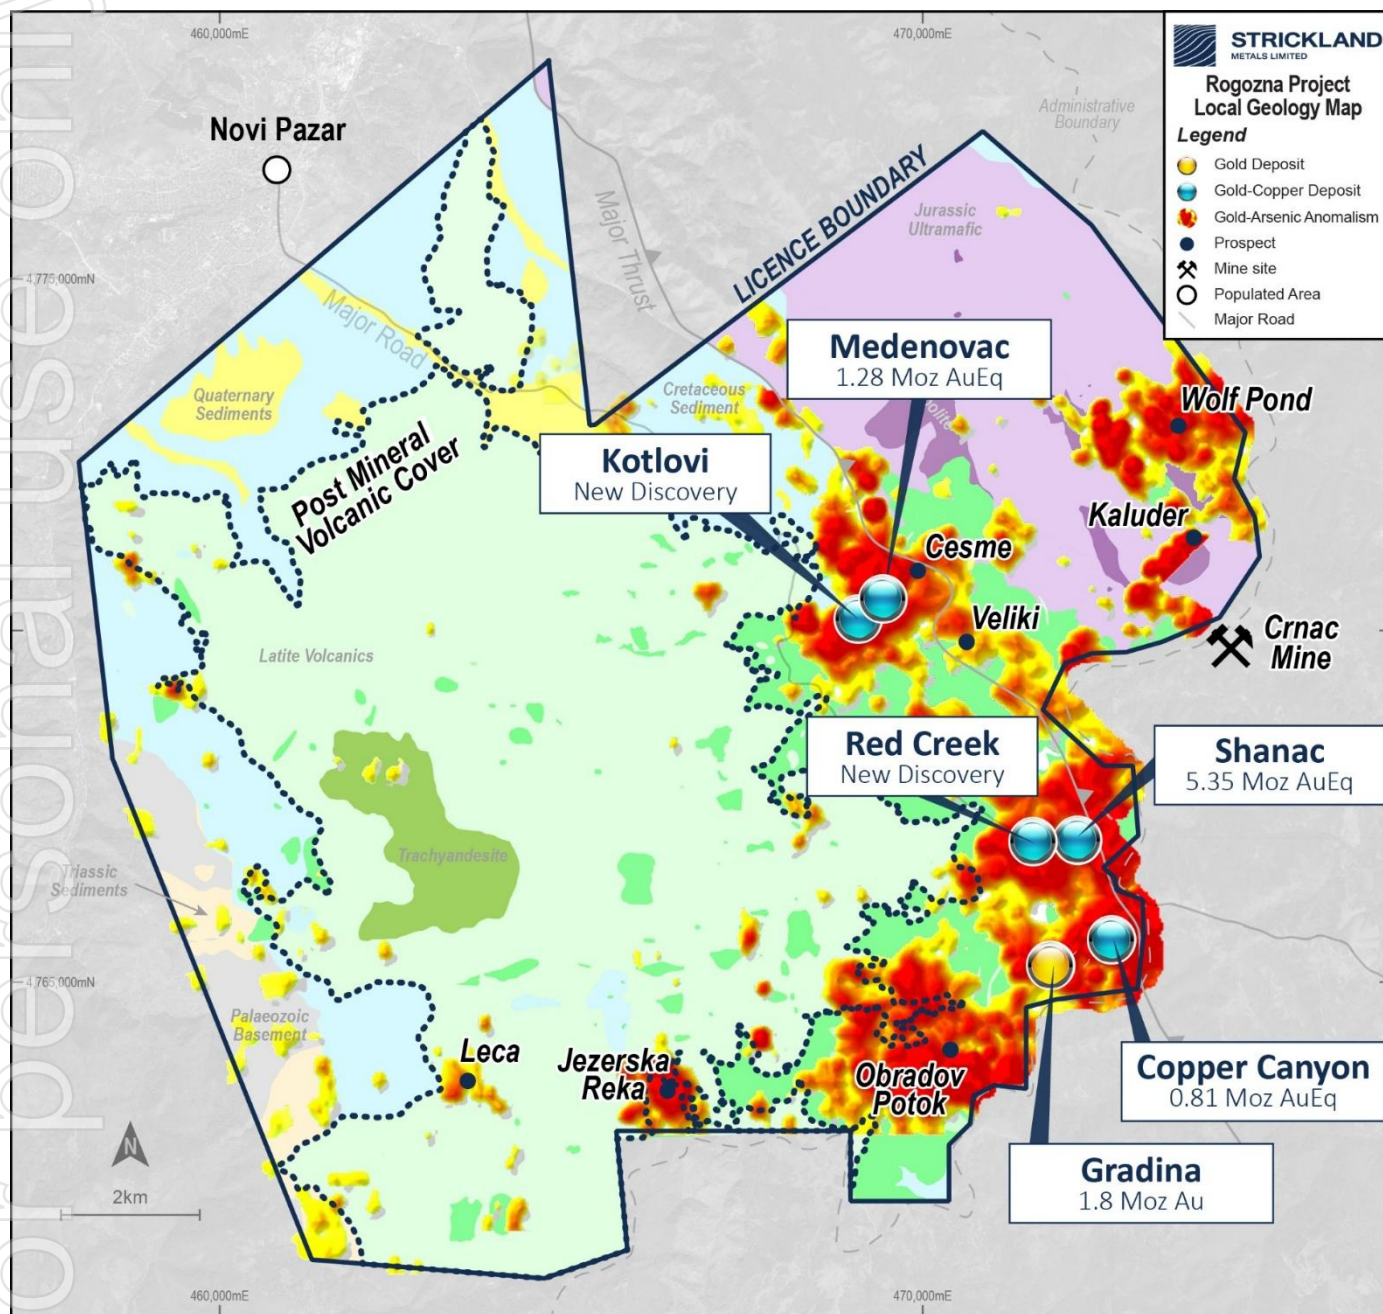 460,000mE
470,000mE
STRICKLAND
METALS LIMITED
Rogozna Project
Local Geology Map
Legend
Gold Deposit
Gold-Copper Deposit
Gold-Arsenic Anomalism
Prospect
Mine site
Populated Area
Major Road
Administrative
Boundary
Novi Pazar
LICENCE BOUNDARY
Jurassic
Ultramafic
Major Thrust
4,775,000mN
Major Road
Medenovac
1.28 Moz AuEq
Quaternary
Sediments
Cretaceous
Sediment
Wolf Pond
Post Mineral
Volcanic Cover
Kotlovi
New Discovery
Kaluder
Cesme
Veliki
Crnac
Mine
Latite Volcanics
Red Creek
New Discovery
Shanac
5.35 Moz AuEq
Trachyandesite
Triassic
Sediments
4,765,000mN
Palaeozoic
Basement
Leca
Jezerska
Reka
Obradov
Potok
Copper Canyon
0.81 Moz AuEq
Gradina
1.8 Moz Au
N
2km
460,000mE
470,000mE
or personal use only